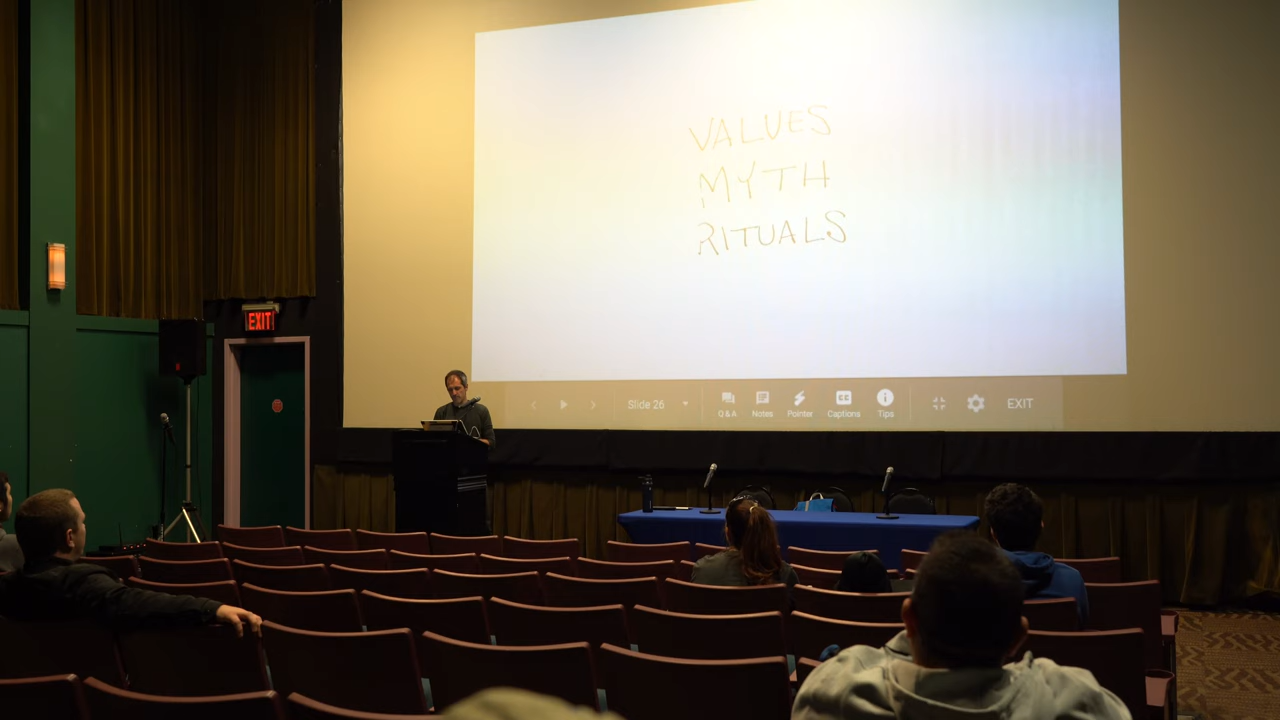 VALUES
MYTH
RITUALS
EXIT
Slide 26
Q&A
Notes
Pointer
Captions
Tips
EXIT